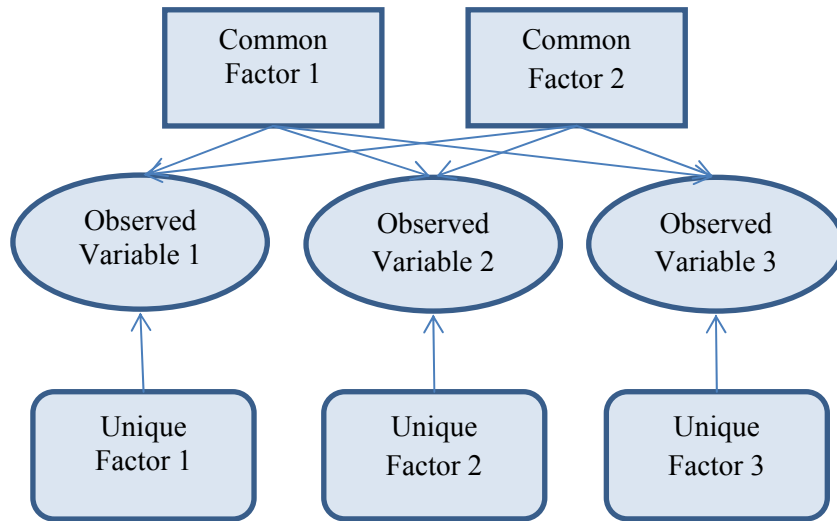 Common
Factor 1
Common
Factor 2
Observed
Variable 1
Observed
Variable 2
Observed
Variable 3
Unique
Factor 1
Unique
Factor 2
Unique
Factor 3